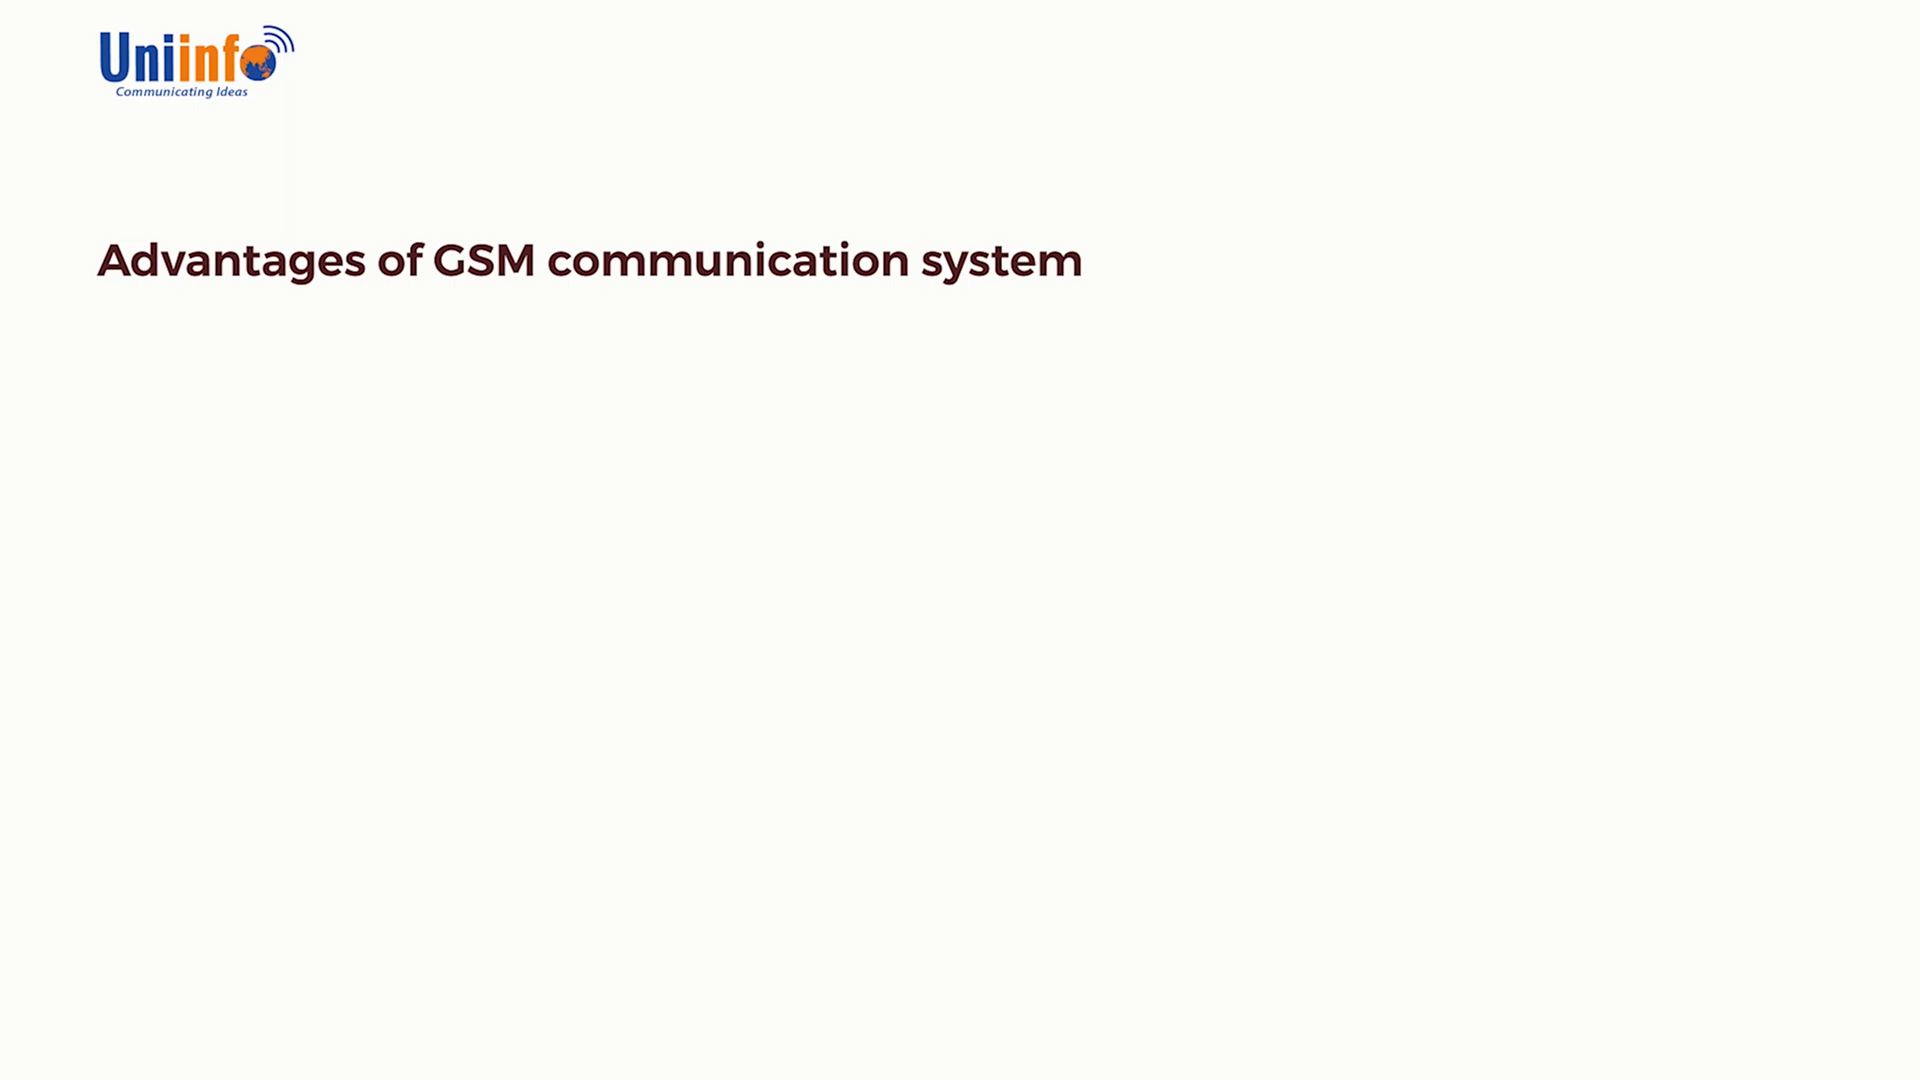 Uniinfo
Communicating Ideas
Advantages of GSM communication system